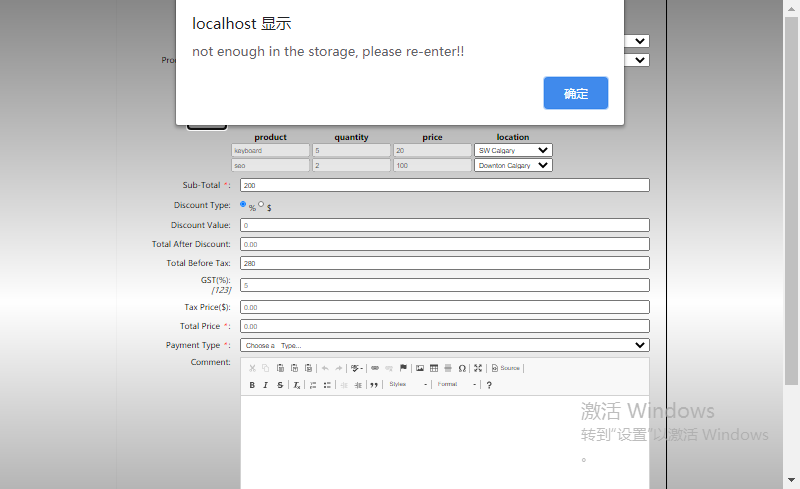 localhost 显示
not enough in the storage, please re-enter!!
确定
product quantity price location
keyboard 5 20 SW Calgary
seo 2 100 Downton Calgary
Sub-Total *: 200
Discount Type: % $
Discount Value: 0
Total After Discount: 0.00
Total Before Tax: 280
GST(%): 5
[123]
Tax Price($): 0.00
Total Price *: 0.00
Payment Type *: Choose a Type...
Comment:
Source
B I S Styles Format ?
激活 Windows
转到"设置"以激活 Windows
。